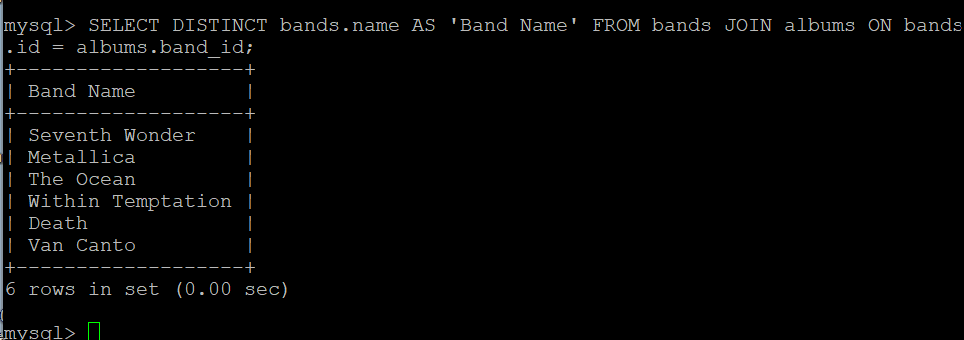 mysql> SELECT DISTINCT bands.name AS 'Band Name' FROM bands JOIN albums ON bands
.id = albums.band_id;
+-------------------+
| Band Name         |
+-------------------+
| Seventh Wonder    |
| Metallica         |
| The Ocean         |
| Within Temptation |
| Death             |
| Van Canto         |
+-------------------+
6 rows in set (0.00 sec)
mysql>